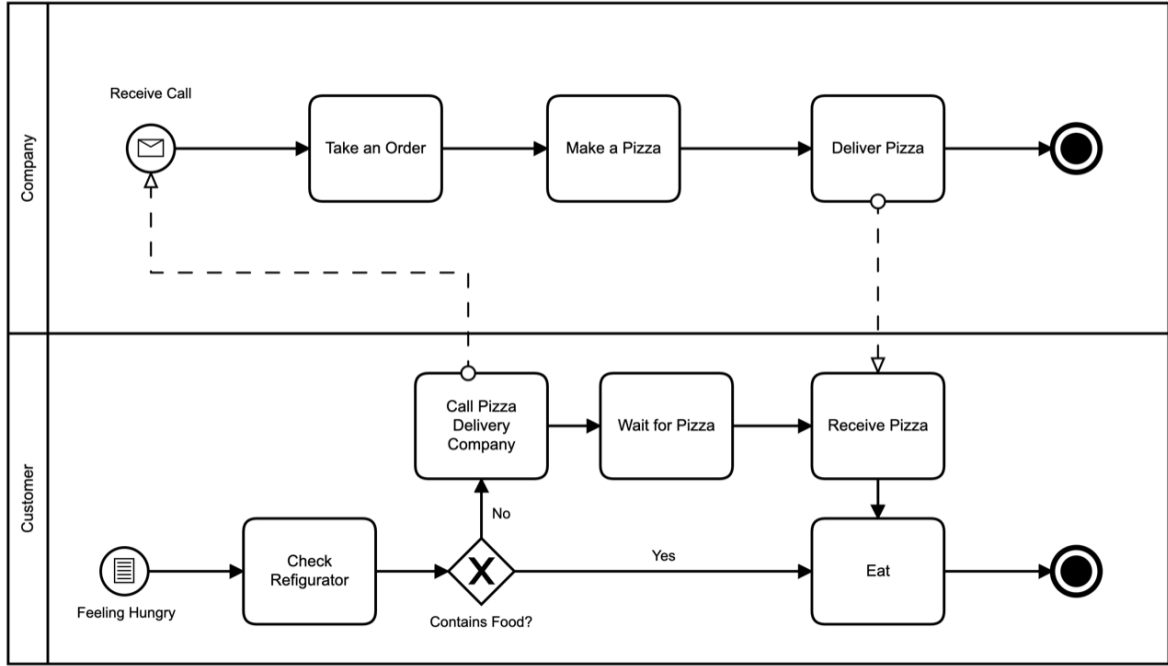 Company
Receive Call
Take an Order
Make a Pizza
Deliver Pizza
Customer
Call Pizza
Delivery
Company
Wait for Pizza
Receive Pizza
No
Feeling Hungry
Check
Refigurator
Contains Food?
Yes
Eat